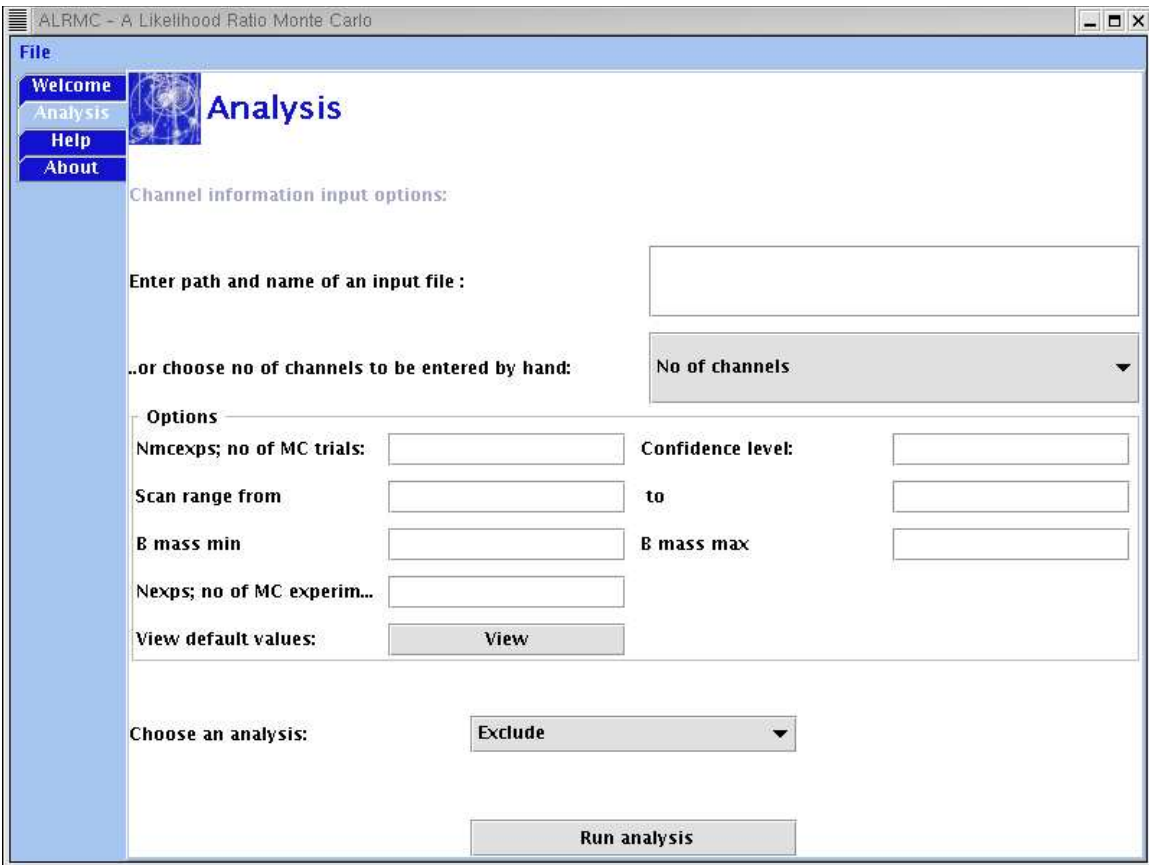 ALRMC - A Likelihood Ratio Monte Carlo
File
Welcome
Analysis
Help
About
Analysis
Channel information input options:
Enter path and name of an input file :
..or choose no of channels to be entered by hand:
No of channels
Options
Nmcexps; no of MC trials:
Confidence level:
Scan range from
to
B mass min
B mass max
Nexps; no of MC experim...
View default values:
View
Choose an analysis:
Exclude
Run analysis